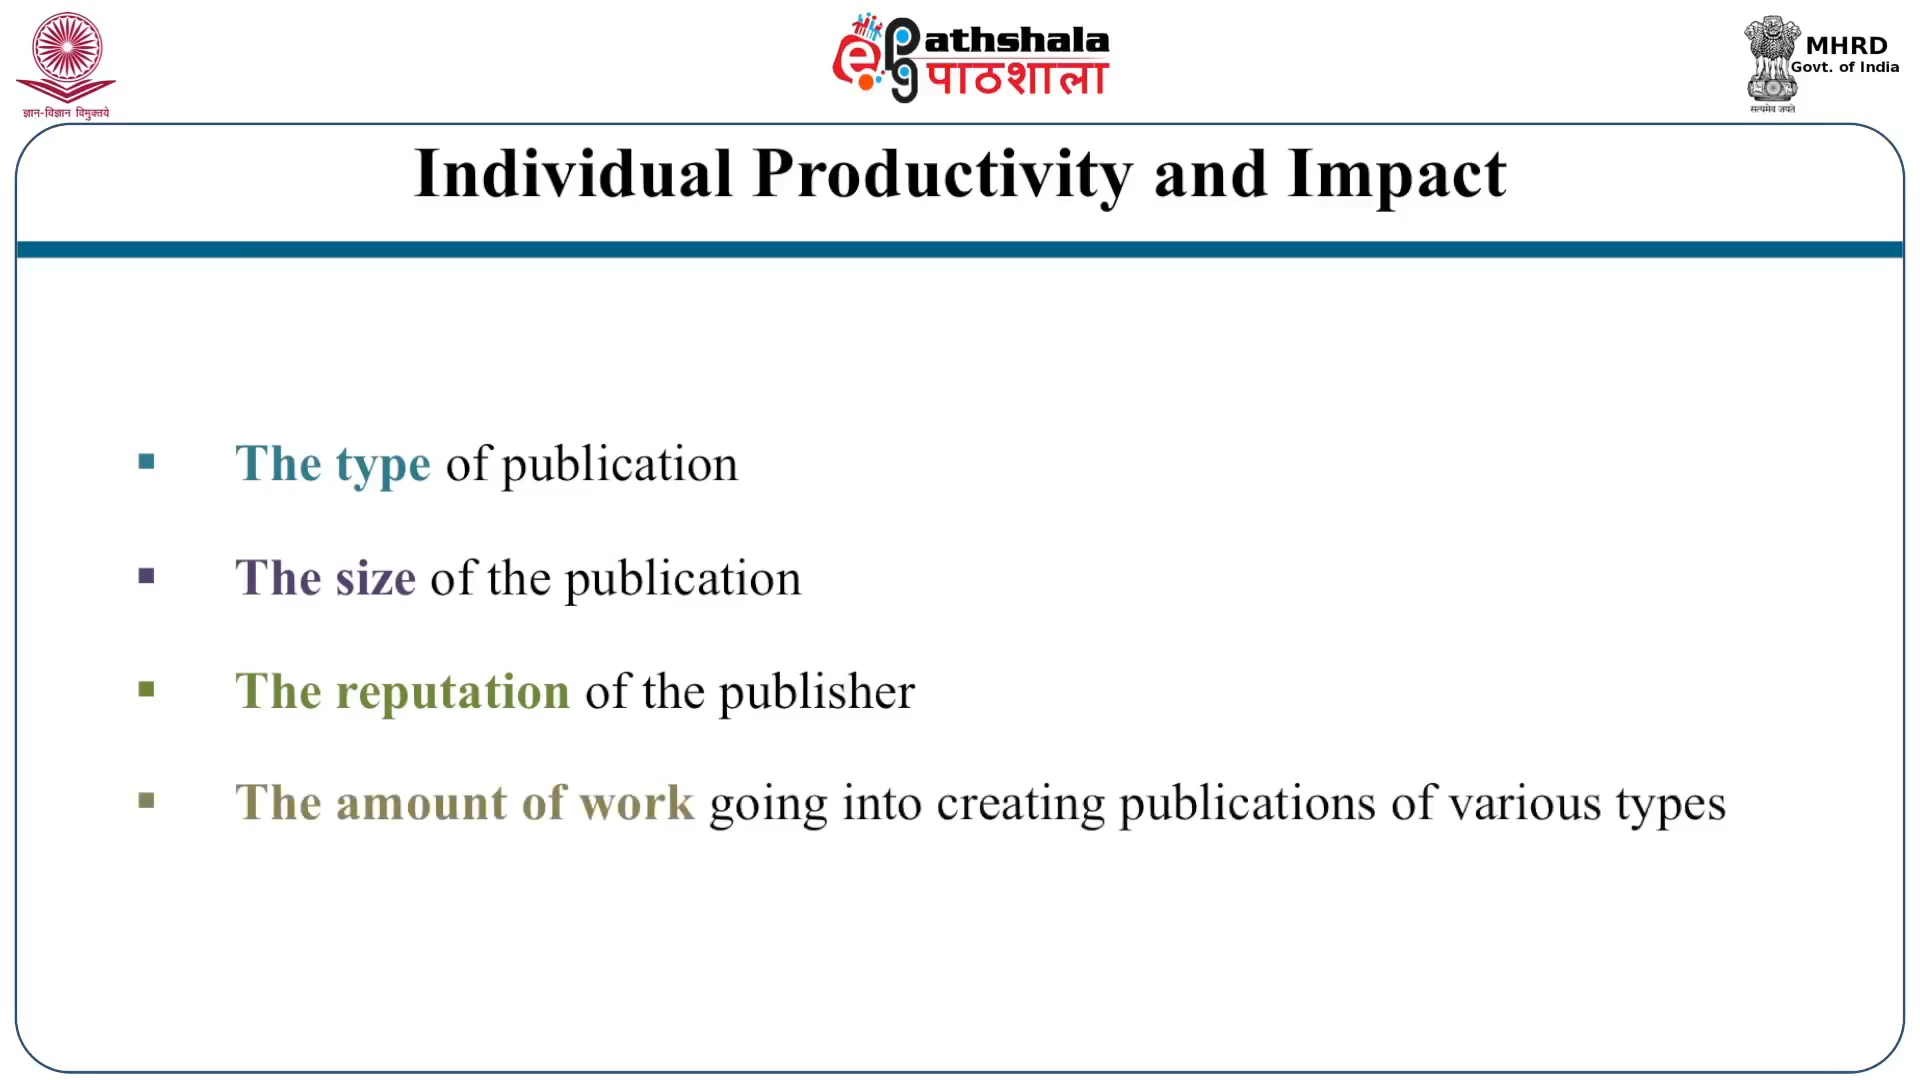 ज्ञान-विज्ञान विमुक्तये
ePG Pathshala
पाठशाला
MHRD
Govt. of India
सत्यमेव जयते
Individual Productivity and Impact
▪ The type of publication
▪ The size of the publication
▪ The reputation of the publisher
▪ The amount of work going into creating publications of various types